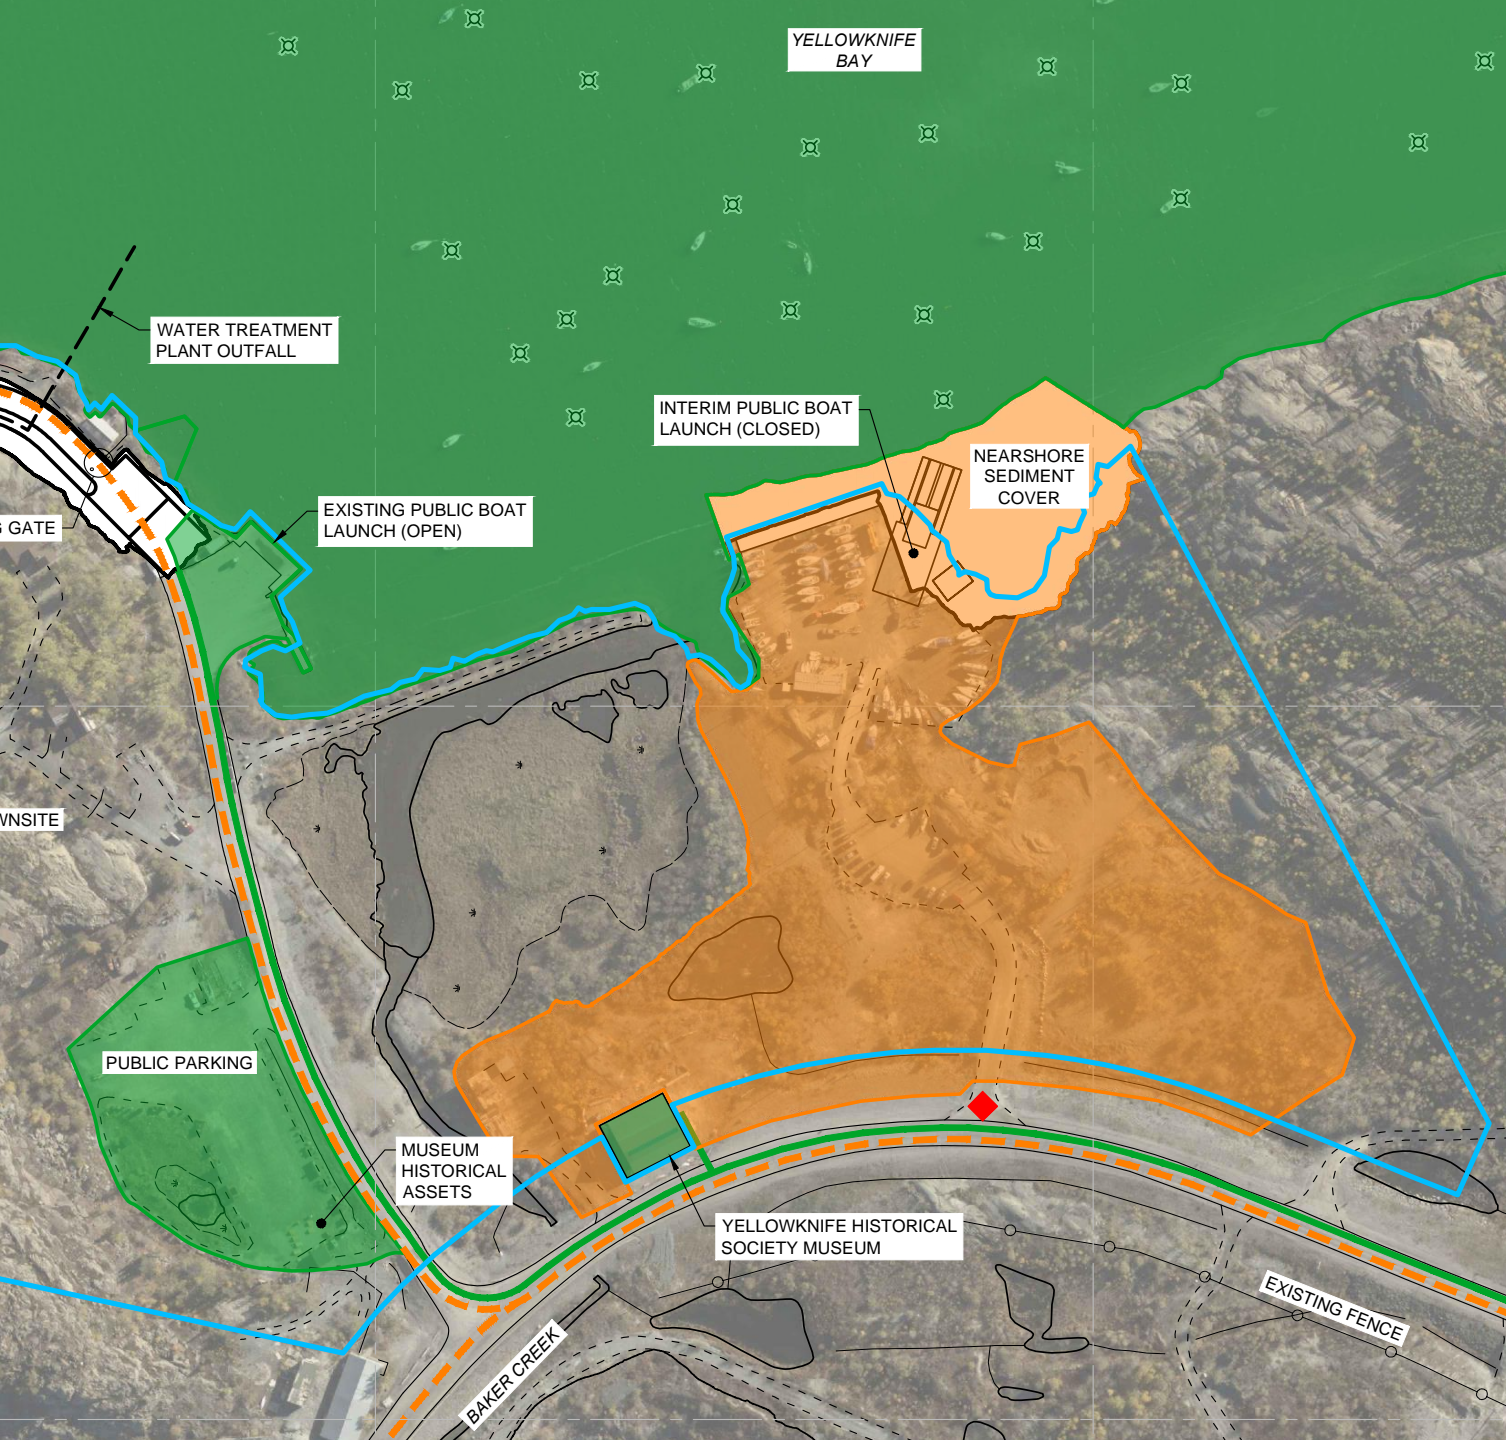 YELLOWKNIFE
BAY
WATER TREATMENT
PLANT OUTFALL
INTERIM PUBLIC BOAT
LAUNCH (CLOSED)
NEARSHORE
SEDIMENT
COVER
EXISTING PUBLIC BOAT
LAUNCH (OPEN)
GATE
PUBLIC PARKING
MUSEUM
HISTORICAL
ASSETS
YELLOWKNIFE HISTORICAL
SOCIETY MUSEUM
EXISTING FENCE
BAKER CREEK